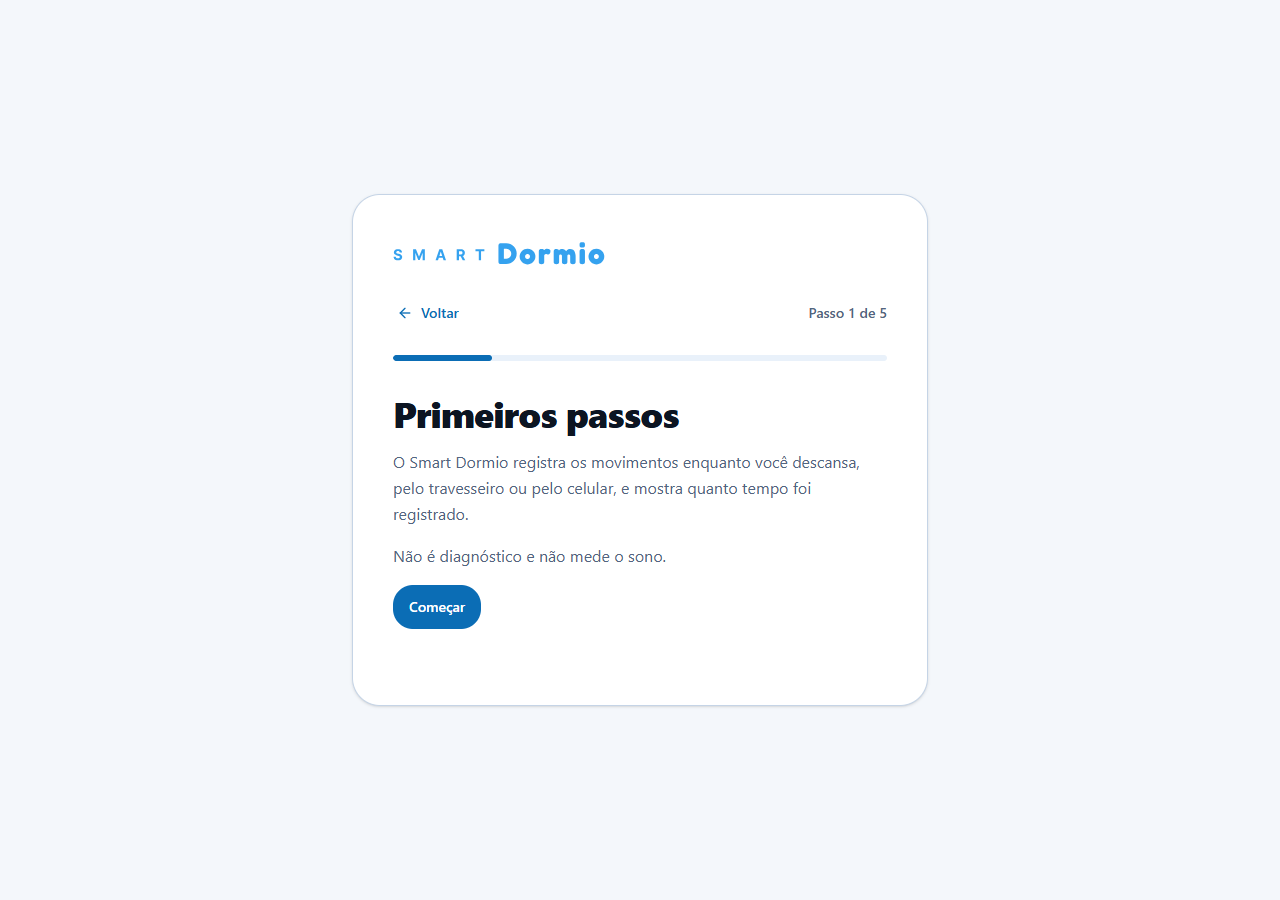 SMART Dormio
Voltar
Passo 1 de 5
Primeiros passos
O Smart Dormio registra os movimentos enquanto você descansa,
pelo travesseiro ou pelo celular, e mostra quanto tempo foi
registrado.
Não é diagnóstico e não mede o sono.
Começar